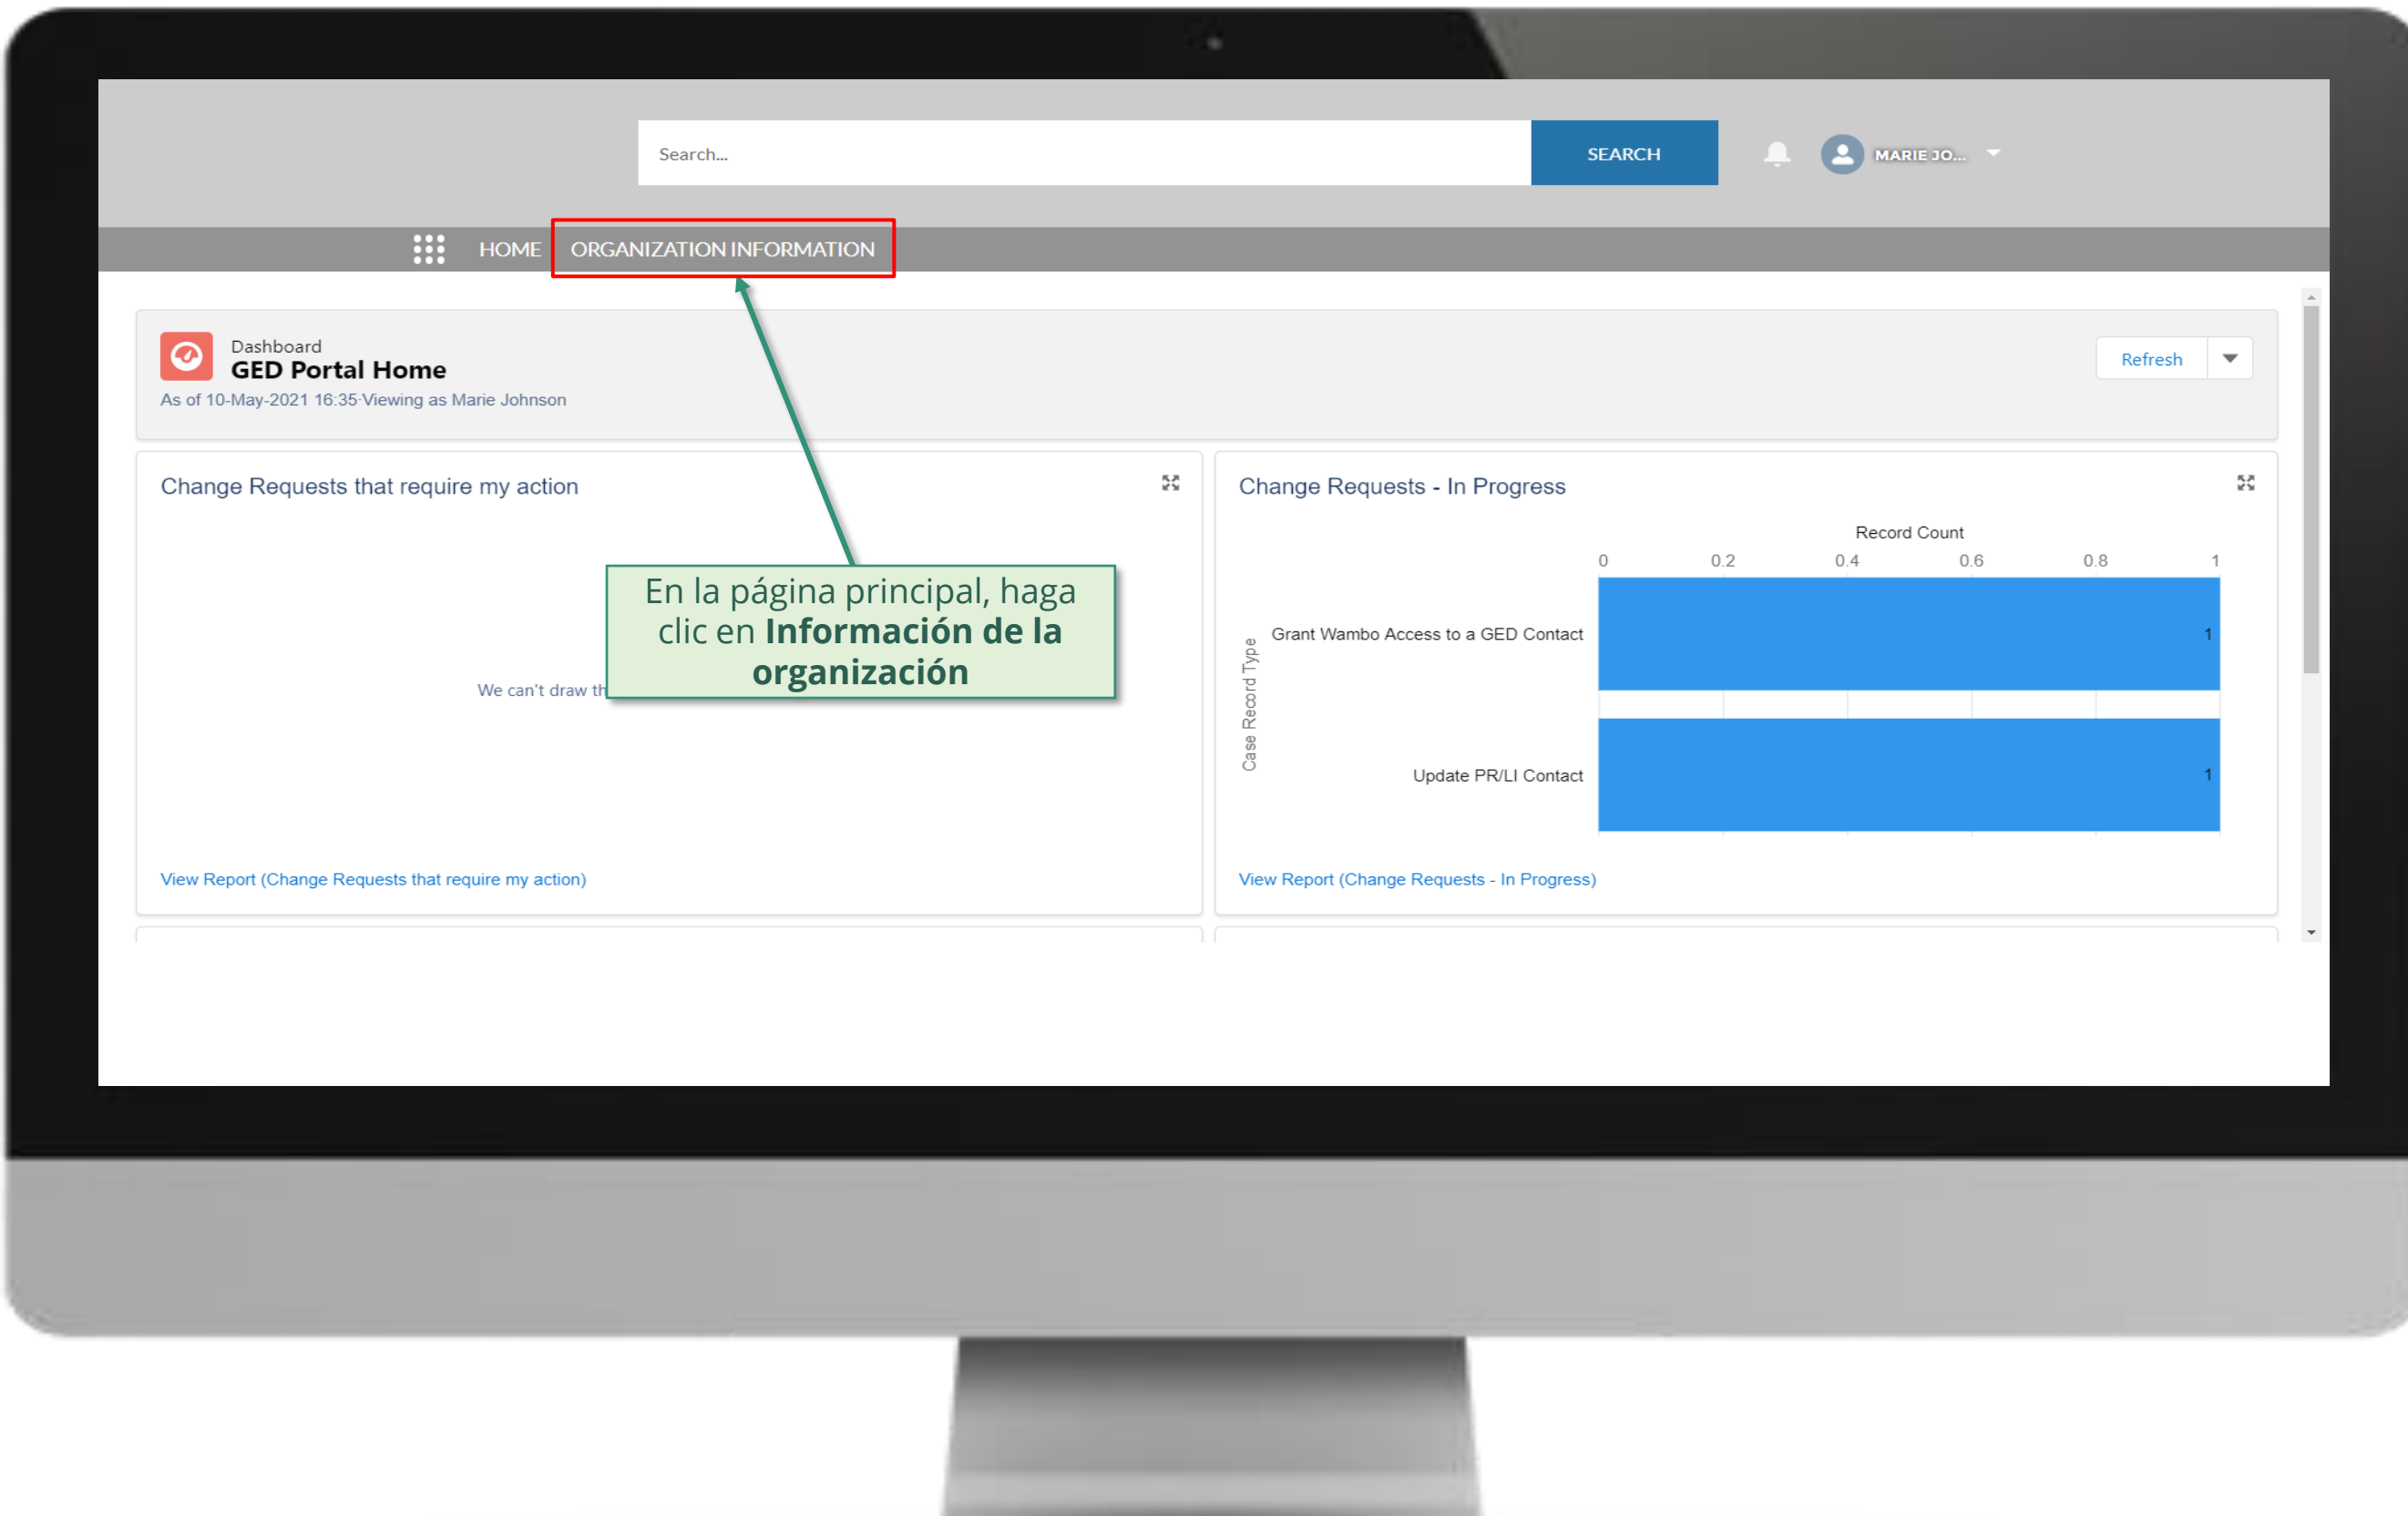 Search...
SEARCH
MARIE JO...
HOME
ORGANIZATION INFORMATION
Dashboard
GED Portal Home
As of 10-May-2021 16:35·Viewing as Marie Johnson
Refresh
Change Requests that require my action
We can't draw th
View Report (Change Requests that require my action)
En la página principal, haga
clic en Información de la
organización
Change Requests - In Progress
Record Count
0 0.2 0.4 0.6 0.8 1
Case Record Type
Grant Wambo Access to a GED Contact
1
Update PR/LI Contact
1
View Report (Change Requests - In Progress)